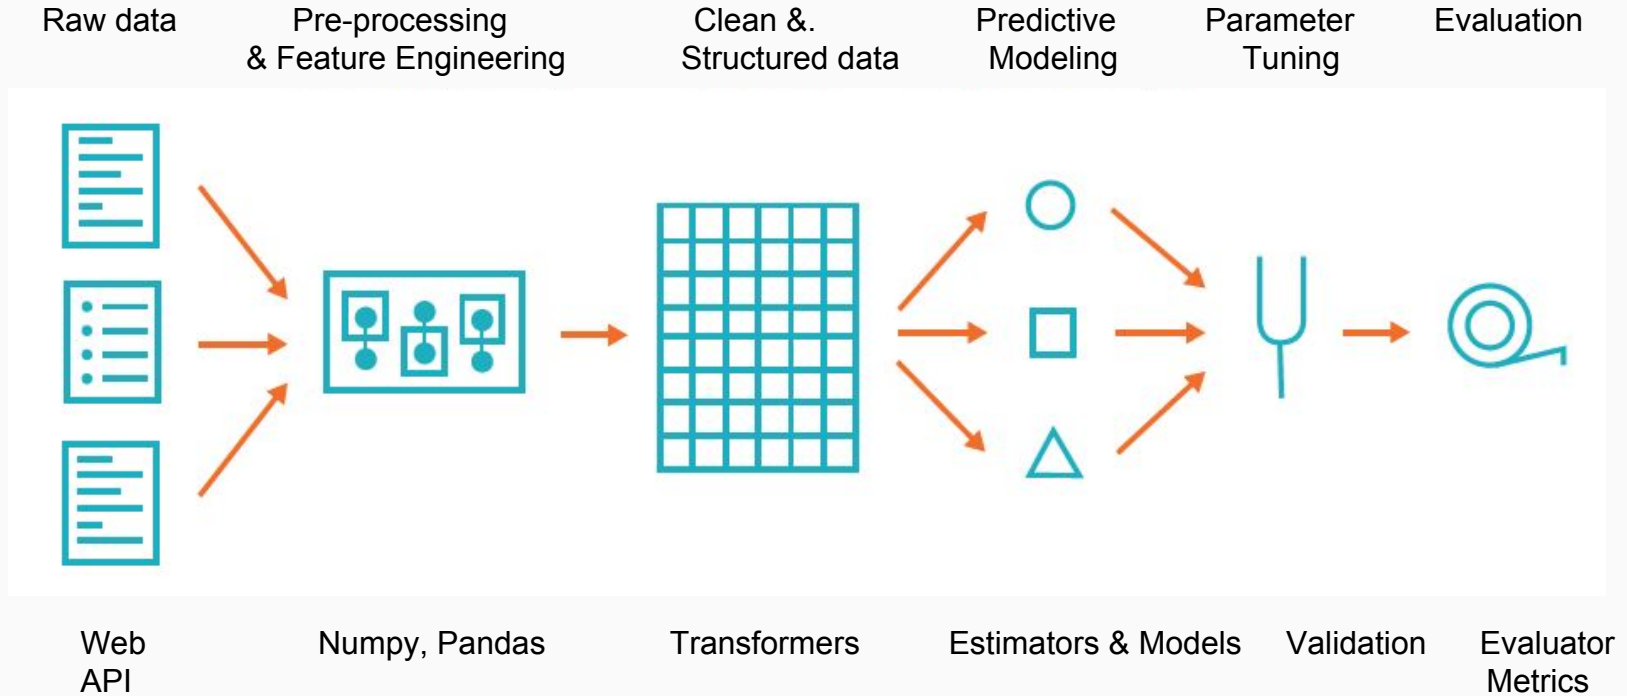 Raw data
Pre-processing
& Feature Engineering
Clean &.
Structured data
Predictive
Modeling
Parameter
Tuning
Evaluation
Web
API
Numpy, Pandas
Transformers
Estimators & Models
Validation
Evaluator
Metrics